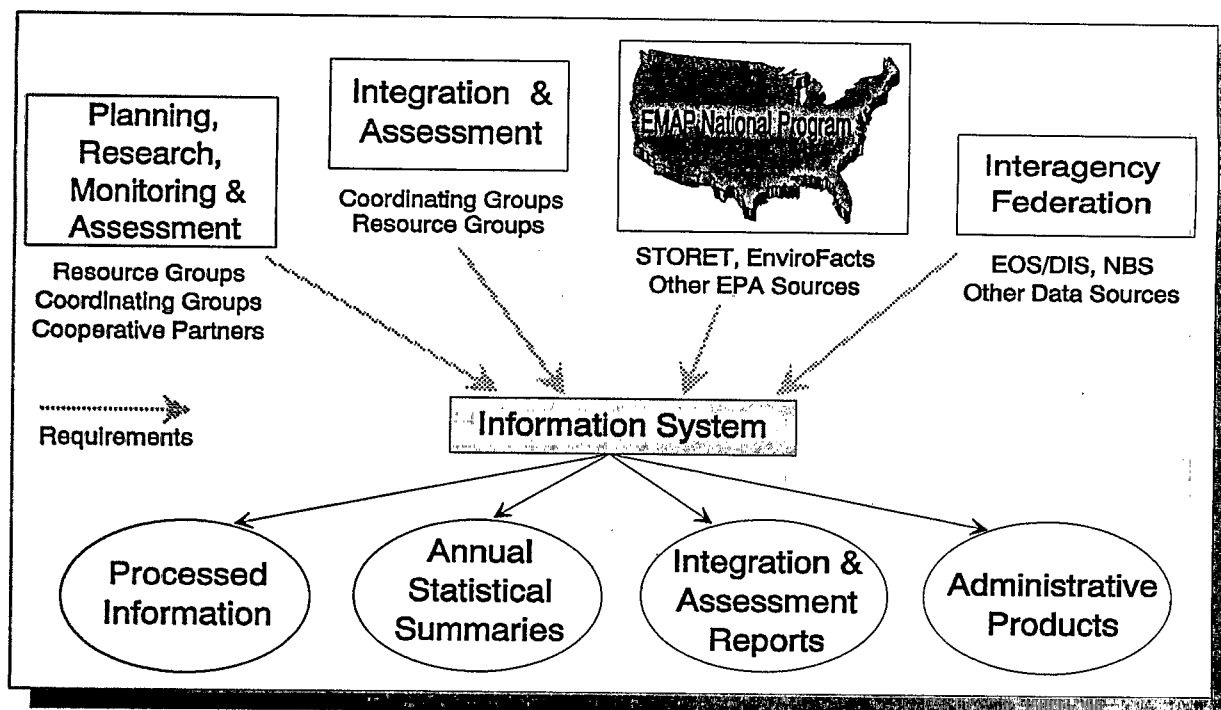 Planning,
Research,
Monitoring &
Assessment
Resource Groups
Coordinating Groups
Cooperative Partners
Integration &
Assessment
Coordinating Groups
Resource Groups
EMAP National Program
STORET, EnviroFacts
Other EPA Sources
Interagency
Federation
EOS/DIS, NBS
Other Data Sources
Requirements
Information System
Processed
Information
Annual
Statistical
Summaries
Integration &
Assessment
Reports
Administrative
Products